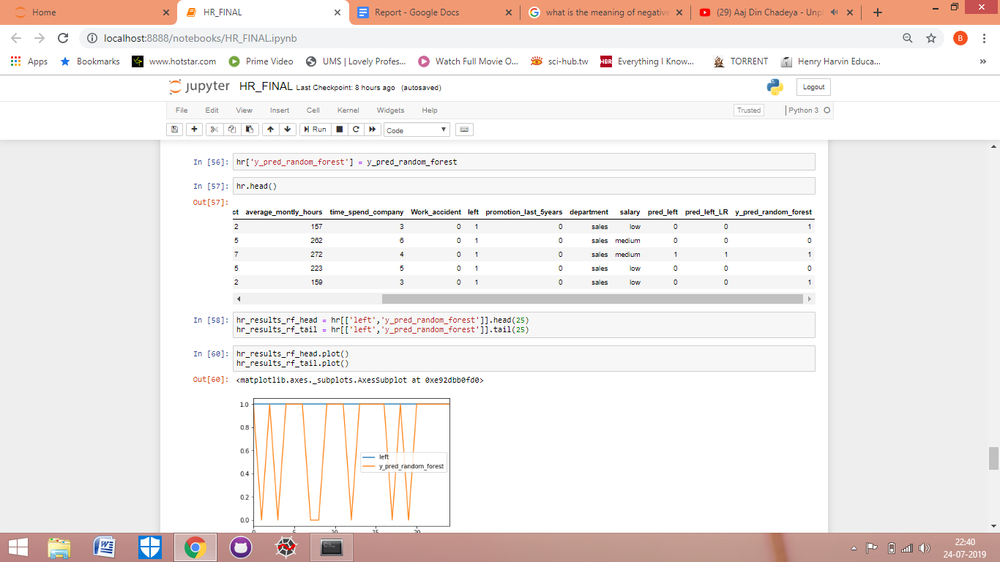 Home
HR_FINAL
Report - Google Docs
what is the meaning of negative
(29) Aaj Din Chadeya - Unpl
localhost:8888/notebooks/HR_FINAL.ipynb
B
Apps Bookmarks www.hotstar.com Prime Video UMS | Lovely Profes... Watch Full Movie O... sci-hub.tw HBR Everything I Know... TORRENT Henry Harvin Educa... »
jupyter HR_FINAL Last Checkpoint: 8 hours ago (autosaved) Logout
File Edit View Insert Cell Kernel Widgets Help Trusted Python 3
Run Code
In [56]: hr['y_pred_random_forest'] = y_pred_random_forest
In [57]: hr.head()
Out[57]:
ct average_montly_hours time_spend_company Work_accident left promotion_last_5years department salary pred_left pred_left_LR y_pred_random_forest
2 157 3 0 1 0 sales low 0 0 1
5 262 6 0 1 0 sales medium 0 0 0
7 272 4 0 1 0 sales medium 1 1 1
5 223 5 0 1 0 sales low 0 0 0
2 159 3 0 1 0 sales low 0 0 1
In [58]: hr_results_rf_head = hr[['left','y_pred_random_forest']].head(25)
hr_results_rf_tail = hr[['left','y_pred_random_forest']].tail(25)
In [60]: hr_results_rf_head.plot()
hr_results_rf_tail.plot()
Out[60]: <matplotlib.axes._subplots.AxesSubplot at 0xe92dbb0fd0>
1.0
0.8
0.6
left
y_pred_random_forest
0.4
0.2
0.0
0 5 10 15 20
22:40
24-07-2019